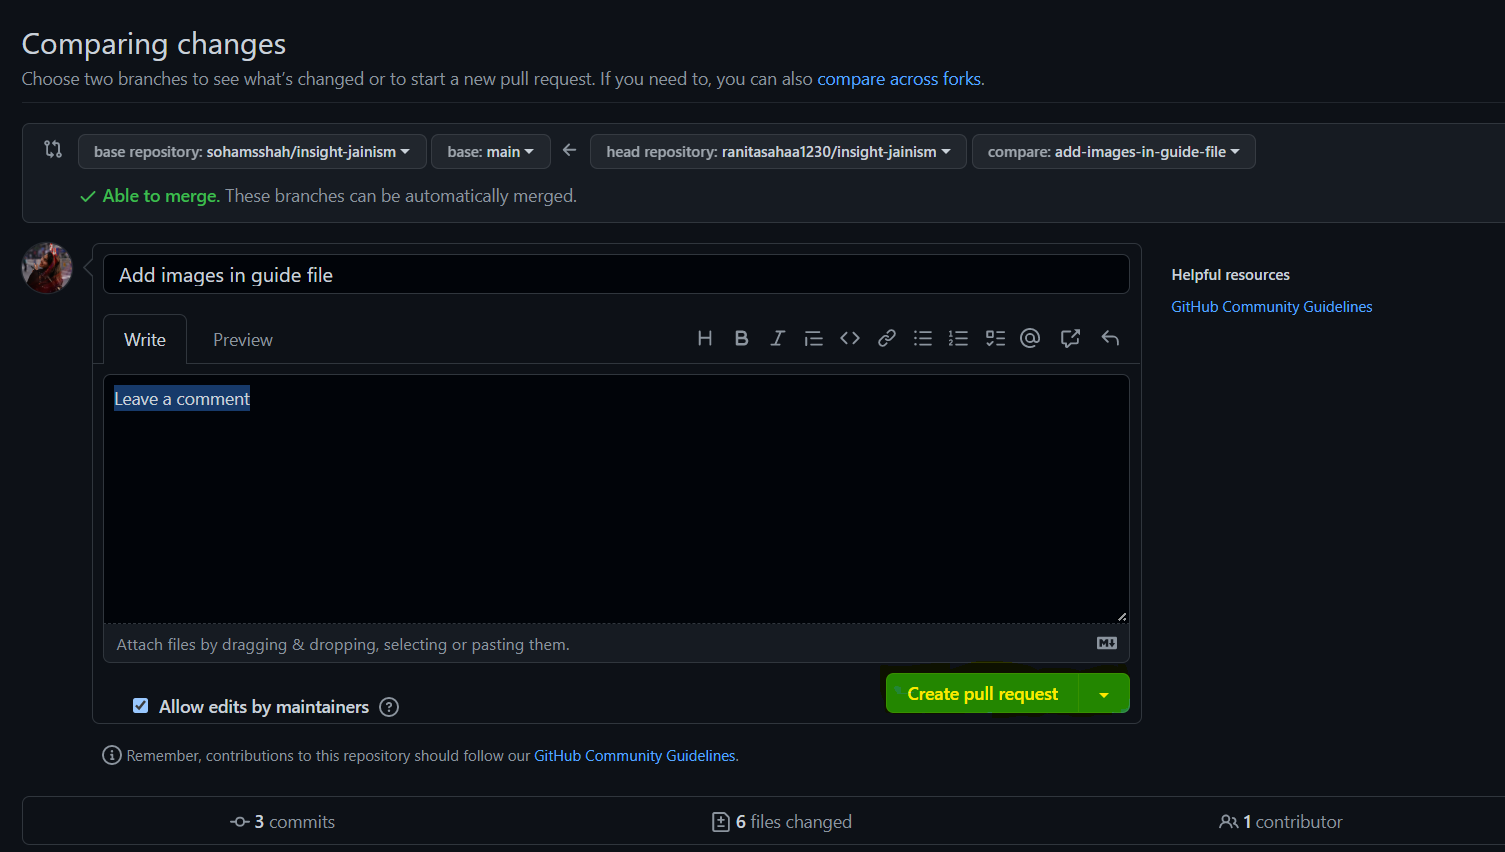 Comparing changes
Choose two branches to see what's changed or to start a new pull request. If you need to, you can also compare across forks.
base repository: sohamsshah/insight-jainism base: main head repository: ranitasahaa1230/insight-jainism compare: add-images-in-guide-file
Able to merge. These branches can be automatically merged.
Add images in guide file
Helpful resources
GitHub Community Guidelines
Write Preview
Leave a comment
Attach files by dragging & dropping, selecting or pasting them.
Create pull request
Allow edits by maintainers
Remember, contributions to this repository should follow our GitHub Community Guidelines.
3 commits 6 files changed 1 contributor